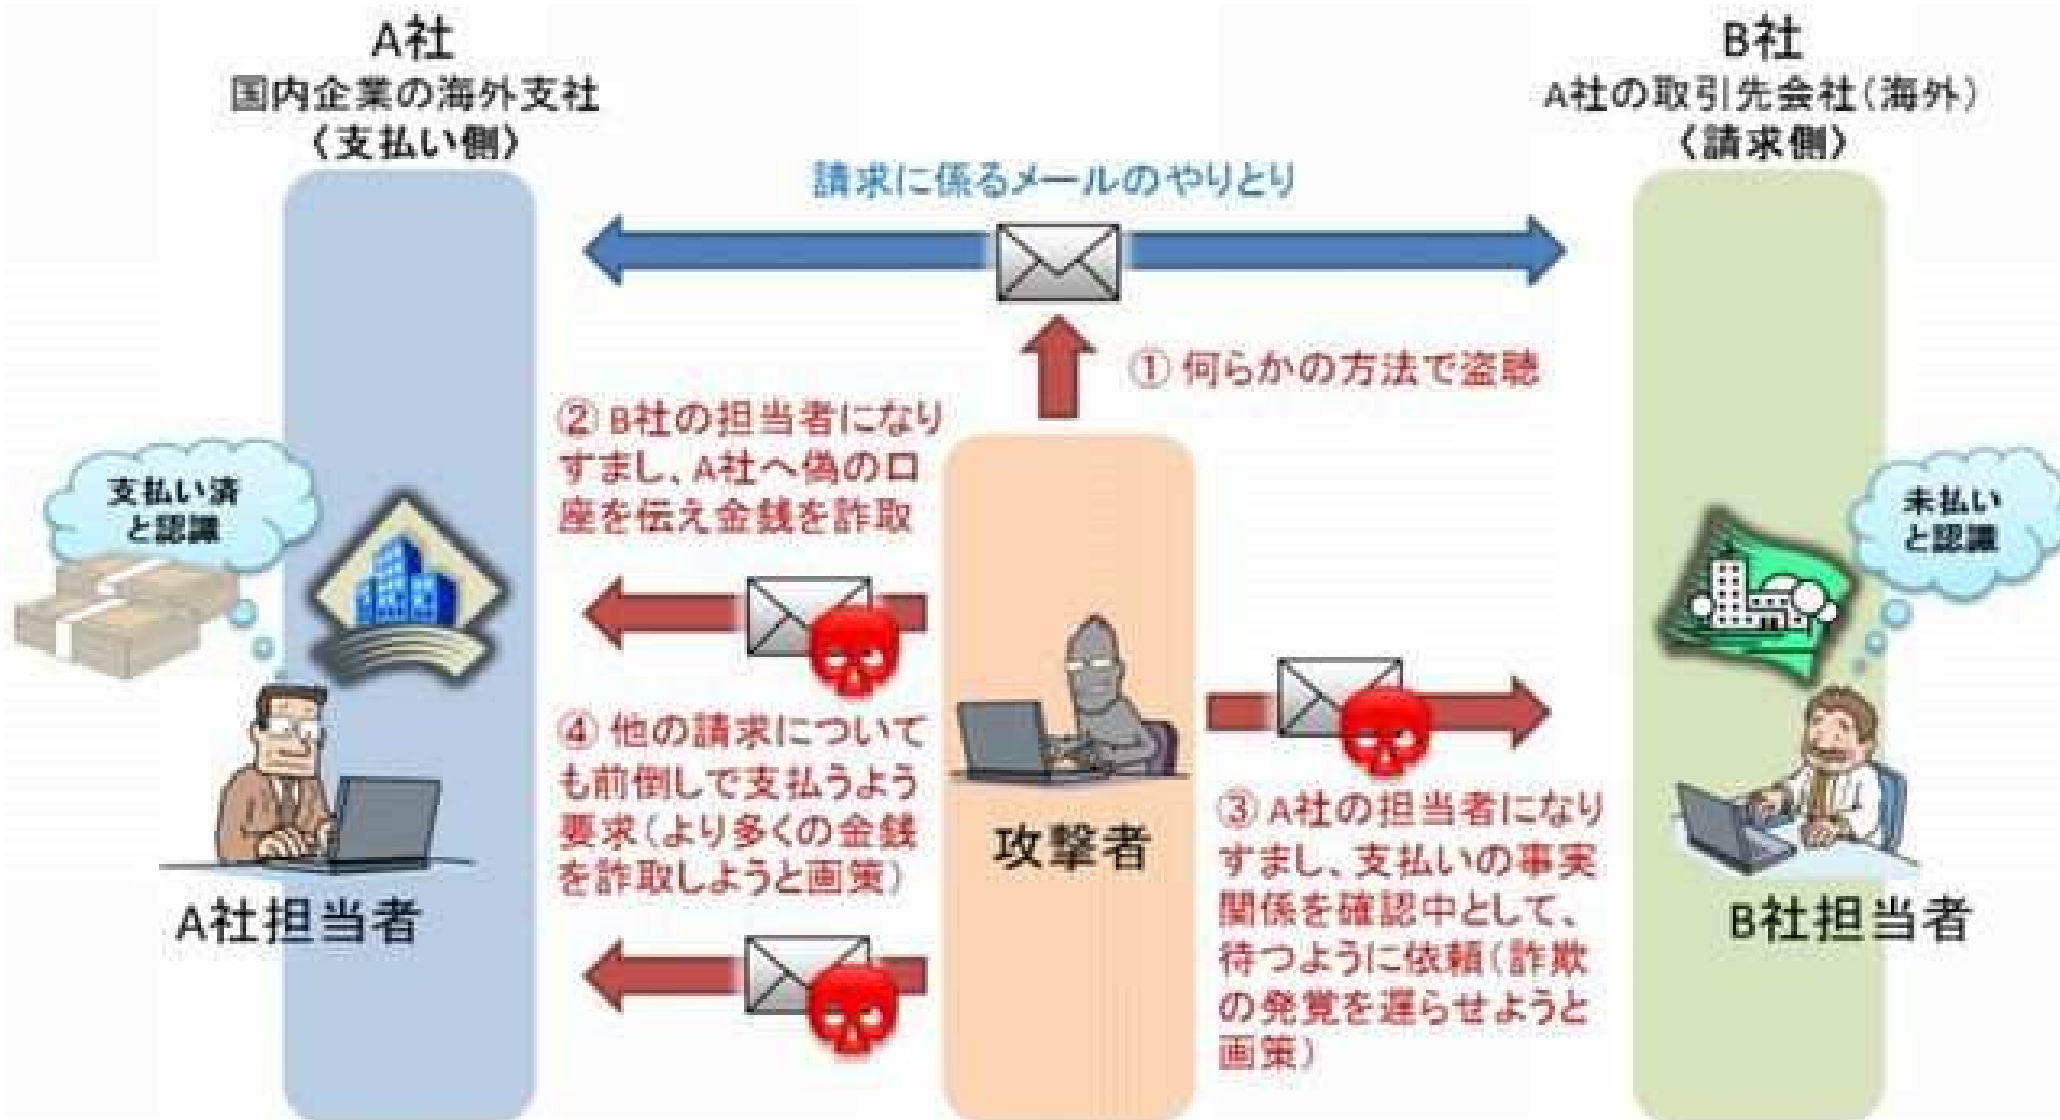 A社
国内企業の海外支社
〈支払い側〉
B社
A社の取引先会社(海外)
〈請求側〉
請求に係るメールのやりとり
① 何らかの方法で盗聴
② B社の担当者になり
すまし、A社へ偽の口
座を伝え金銭を詐取
支払い済
と認識
未払い
と認識
④ 他の請求について
も前倒しで支払うよう
要求(より多くの金銭
を詐取しようと画策)
攻撃者
③ A社の担当者になり
すまし、支払いの事実
関係を確認中として、
待つように依頼(詐欺
の発覚を遅らせようと
画策)
A社担当者
B社担当者